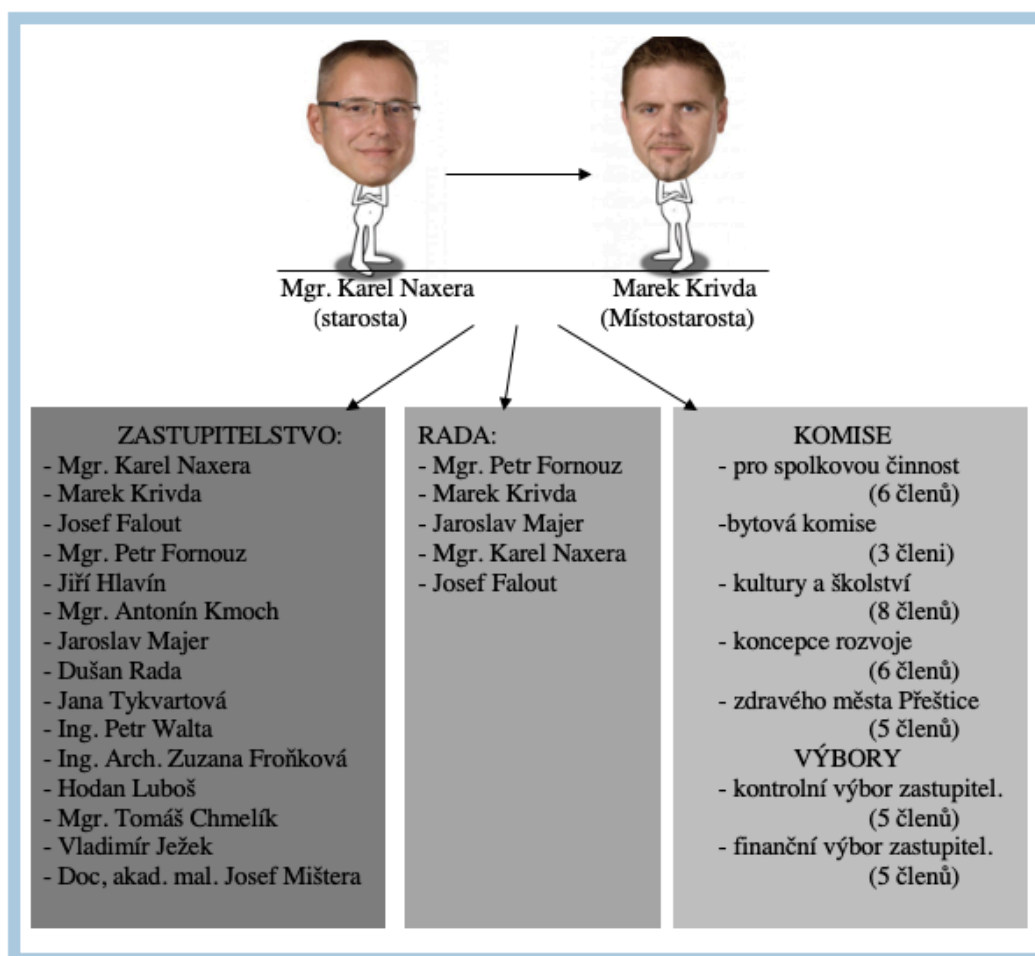 Mgr. Karel Naxera
(starosta)
Marek Krivda
(Místostarosta)
ZASTUPITELSTVO:
- Mgr. Karel Naxera
- Marek Krivda
- Josef Falout
- Mgr. Petr Fornouz
- Jiří Hlavín
- Mgr. Antonín Kmoch
- Jaroslav Majer
- Dušan Rada
- Jana Tykvartová
- Ing. Petr Walta
- Ing. Arch. Zuzana Froňková
- Hodan Luboš
- Mgr. Tomáš Chmelík
- Vladimír Ježek
- Doc, akad. mal. Josef Mištera
RADA:
- Mgr. Petr Fornouz
- Marek Krivda
- Jaroslav Majer
- Mgr. Karel Naxera
- Josef Falout
KOMISE
- pro spolkovou činnost
(6 členů)
-bytová komise
(3 členi)
- kultury a školství
(8 členů)
- koncepce rozvoje
(6 členů)
- zdravého města Přeštice
(5 členů)
VÝBORY
- kontrolní výbor zastupitel.
(5 členů)
- finanční výbor zastupitel.
(5 členů)